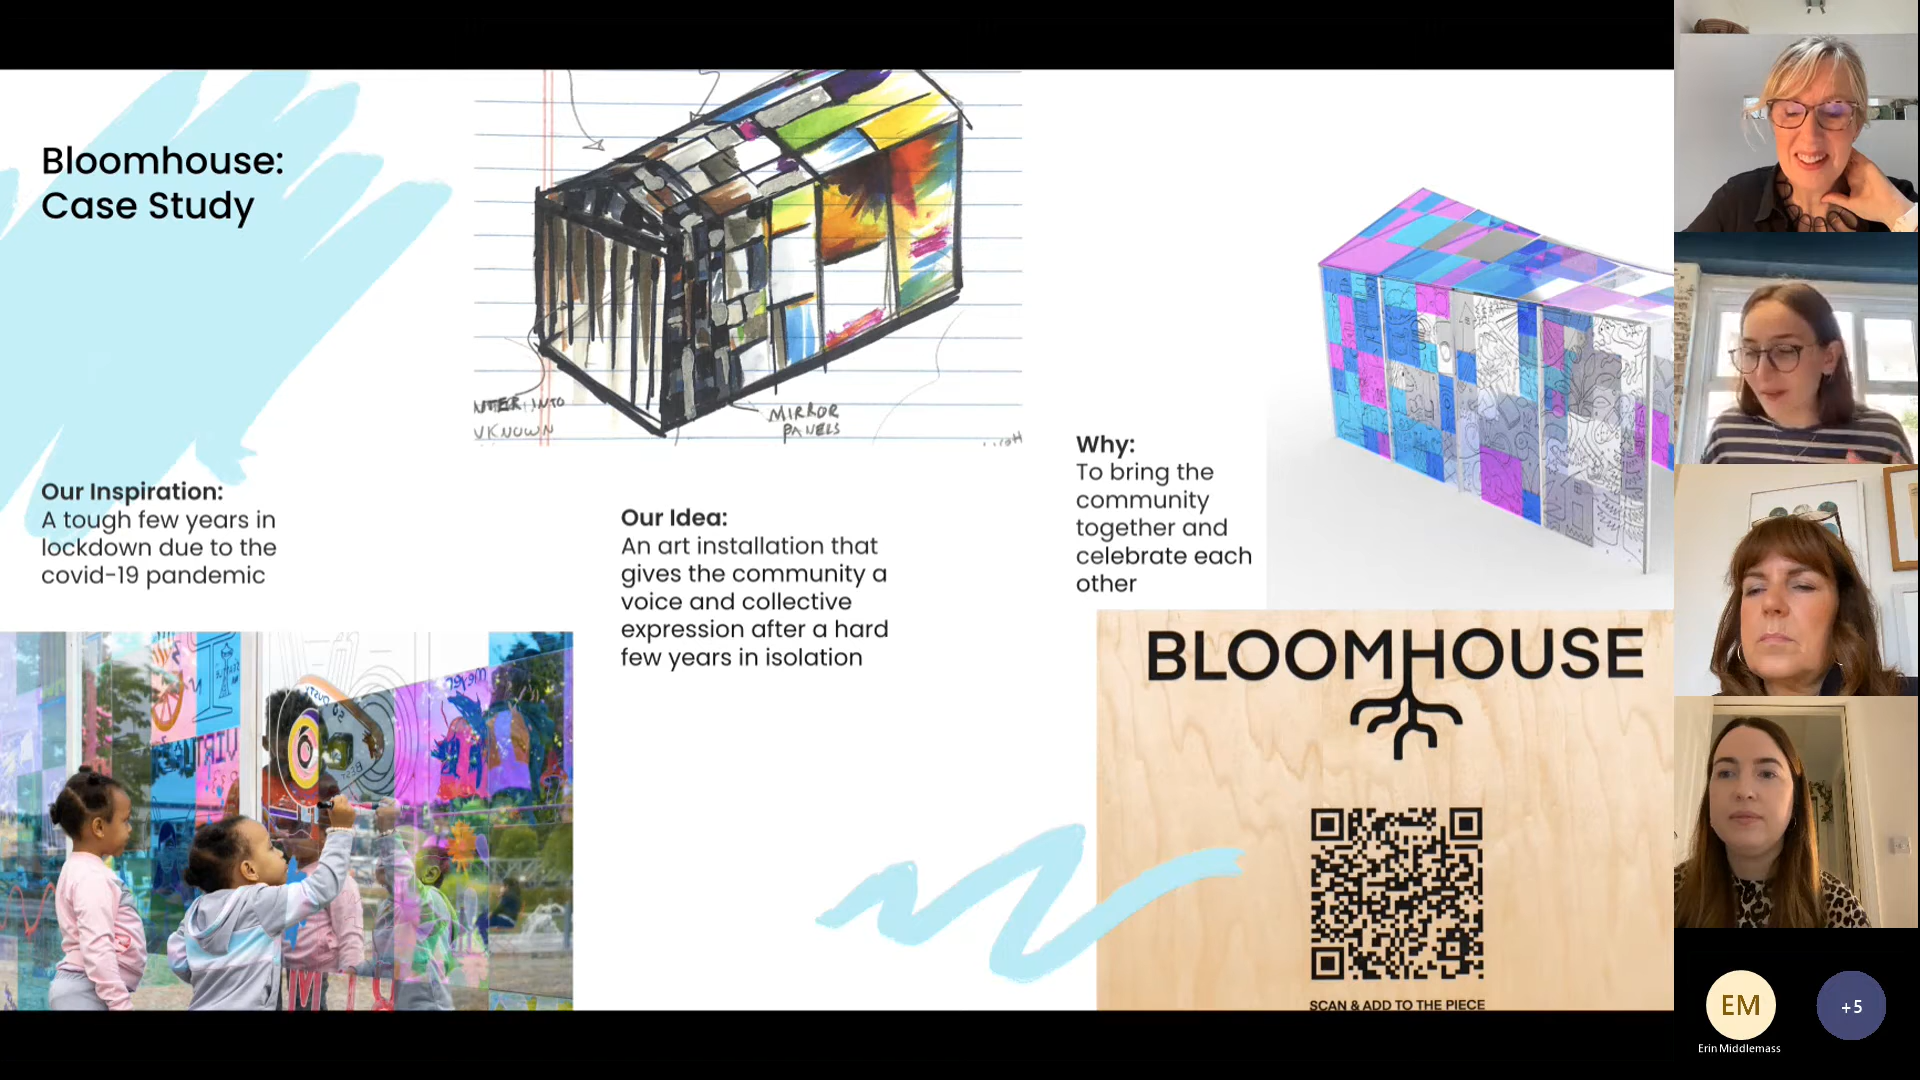 Bloomhouse:
Case Study
Our Inspiration:
A tough few years in
lockdown due to the
covid-19 pandemic
MIRROR
PANELS
INTO
Our Idea:
An art installation that
gives the community a
voice and collective
expression after a hard
few years in isolation
Why:
To bring the
community
together and
celebrate each
other
BLOOMHOUSE
SCAN & ADD TO THE PIECE
EM
Erin Middlemass
+5